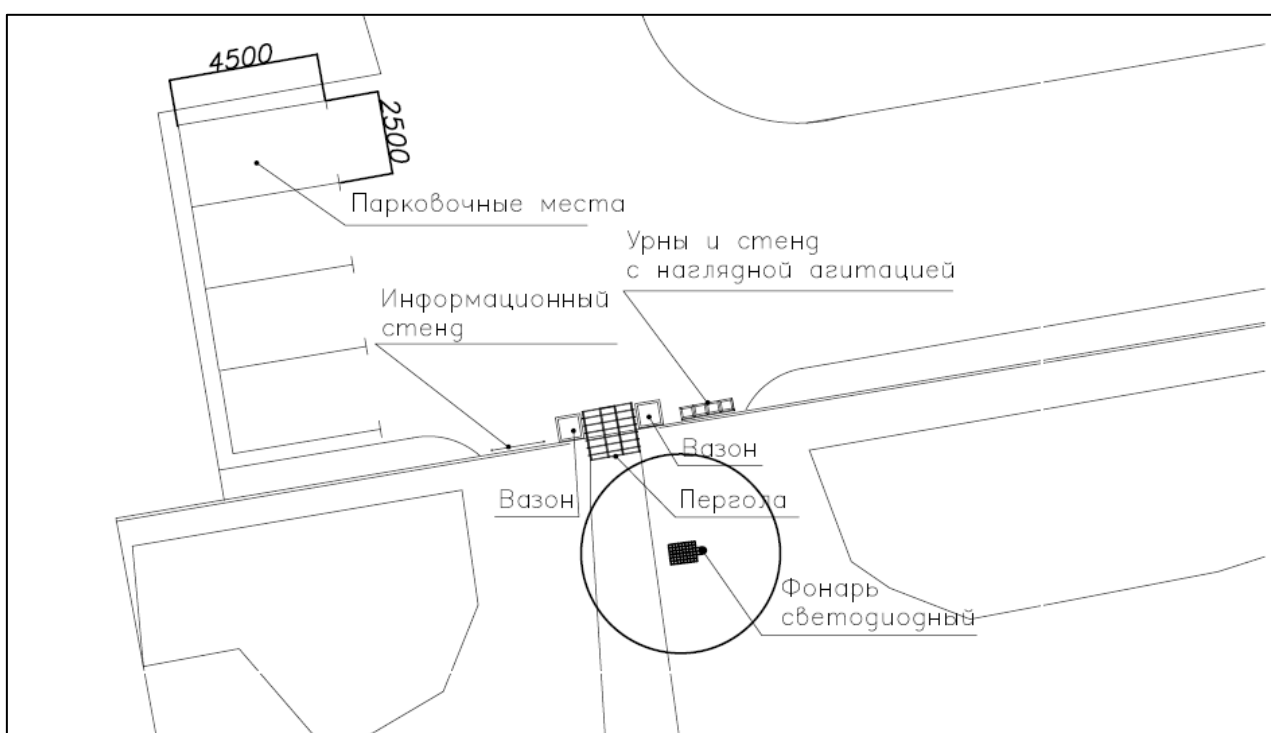 4500
2500
Парковочные места
Урны и стенд
с наглядной агитацией
Информационный
стенд
Вазон
Вазон
Пергола
Фонарь
светодиодный